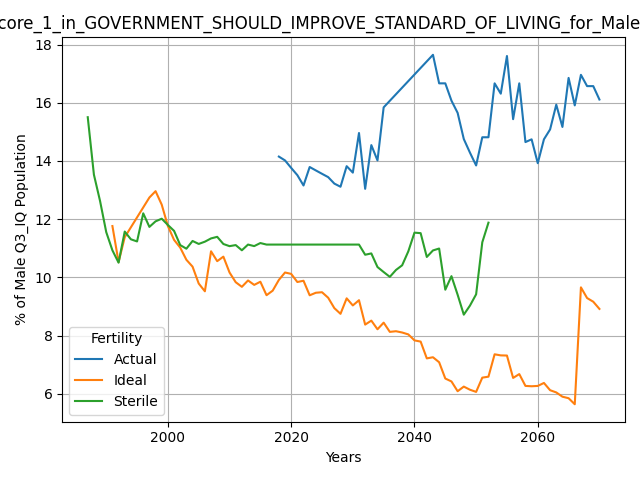 core_1_in_GOVERNMENT_SHOULD_IMPROVE_STANDARD_OF_LIVING_for_Male
% of Male Q3_IQ Population
18
16
14
12
10
8
6
Fertility
Actual
Ideal
Sterile
2000
2020
2040
2060
Years